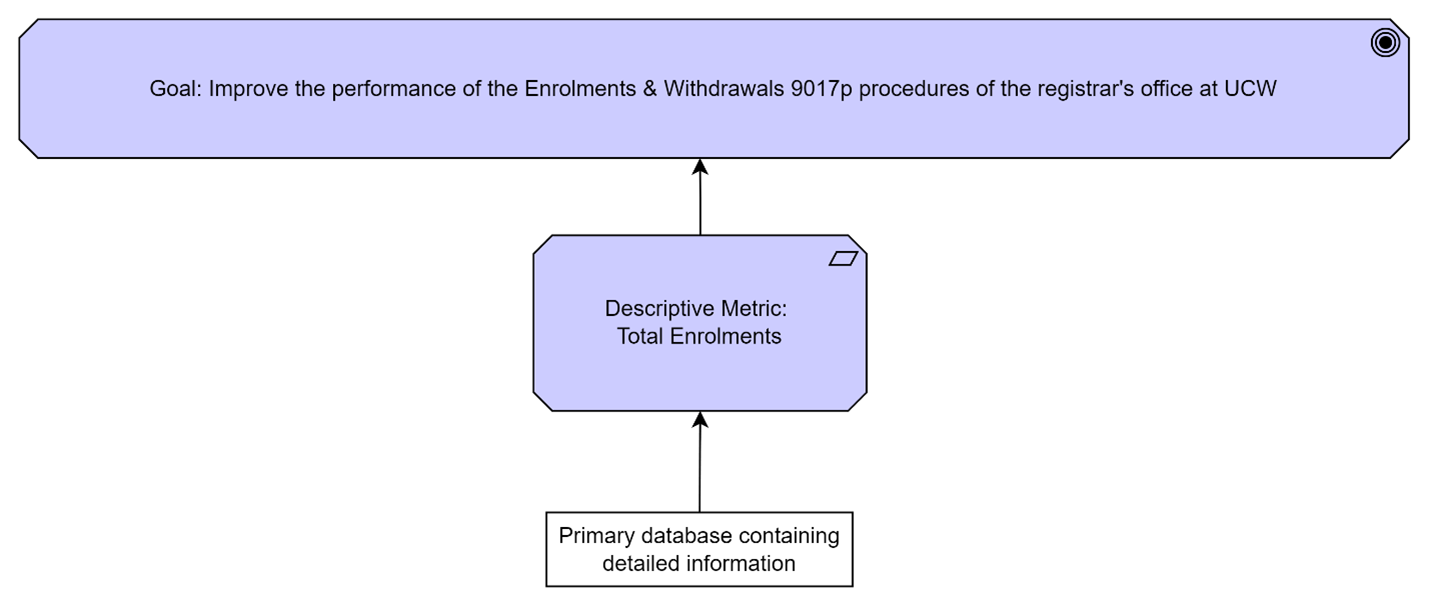 Goal: Improve the performance of the Enrolments & Withdrawals 9017p procedures of the registrar's office at UCW
Descriptive Metric:
Total Enrolments
Primary database containing
detailed information